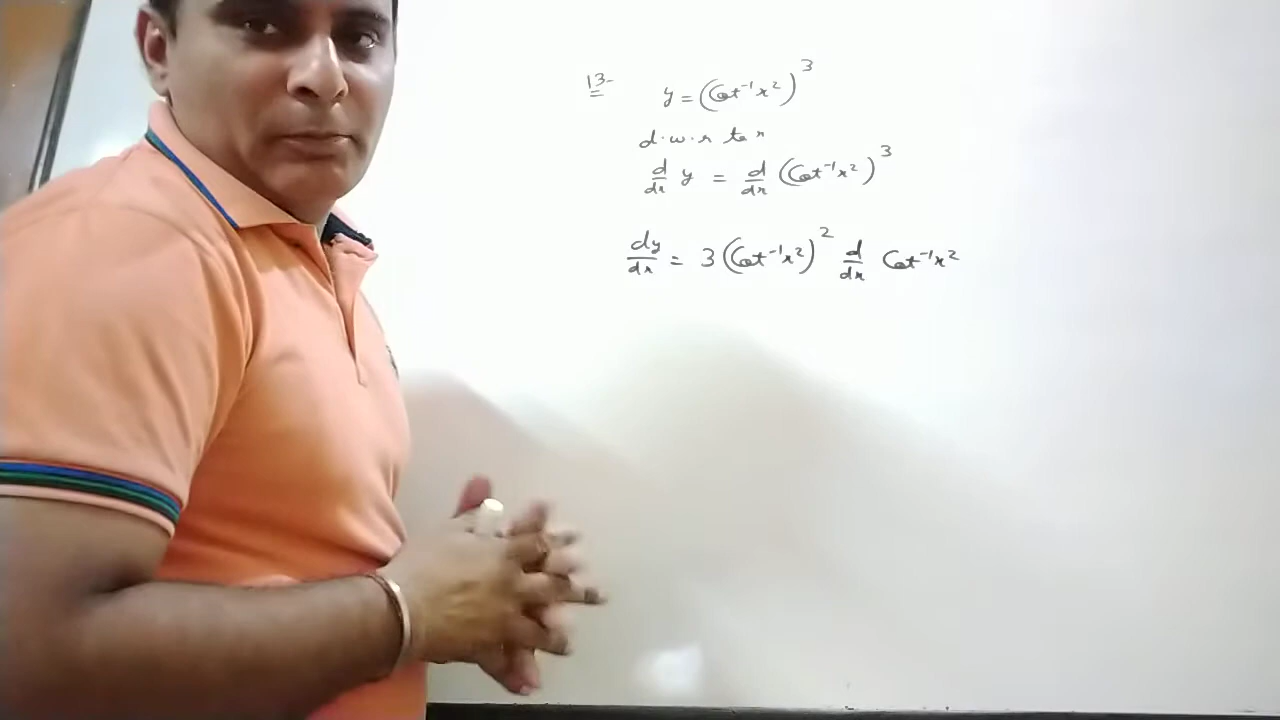 13- y = (Cot⁻¹x²)³
d.w.r to x
d/dx y = d/dx (Cot⁻¹x²)³
dy/dx = 3 (Cot⁻¹x²)² d/dx Cot⁻¹x²